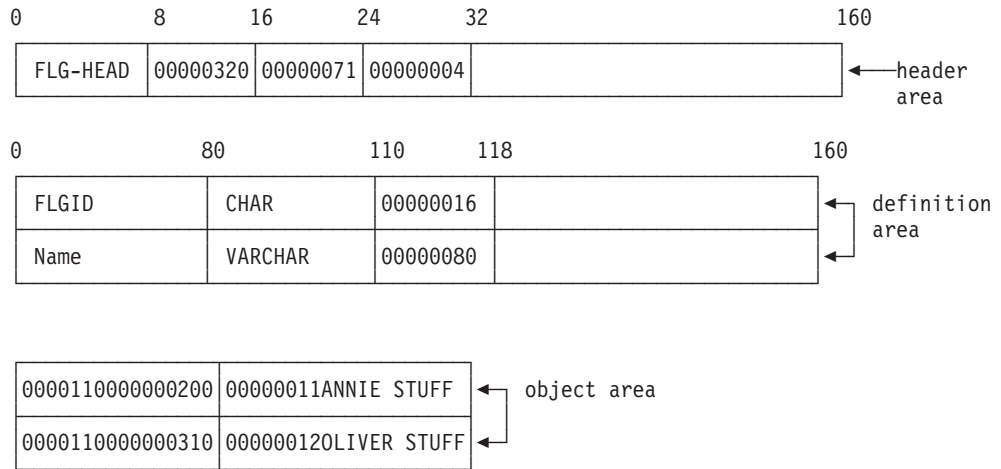 0 8 16 24 32 160
FLG-HEAD 00000320 00000071 00000004 header
area
0 80 110 118 160
FLGID CHAR 00000016 definition
area
Name VARCHAR 00000080
0000110000000200 00000011ANNIE STUFF object area
0000110000000310 00000012OLIVER STUFF